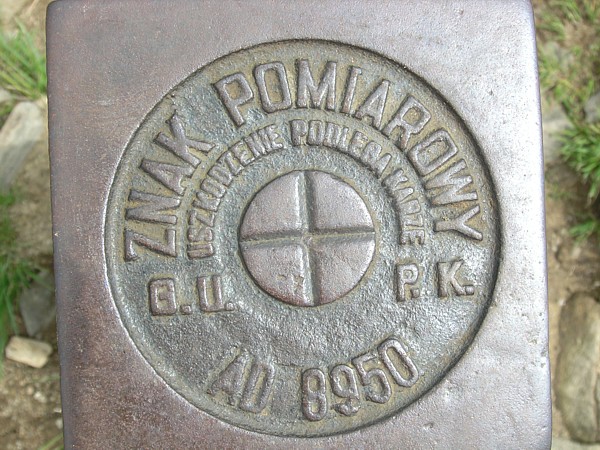 ZNAK POMIAROWY
USZKODZENIE PODLEGA KARZE
G. U. P. K.
AD 8950